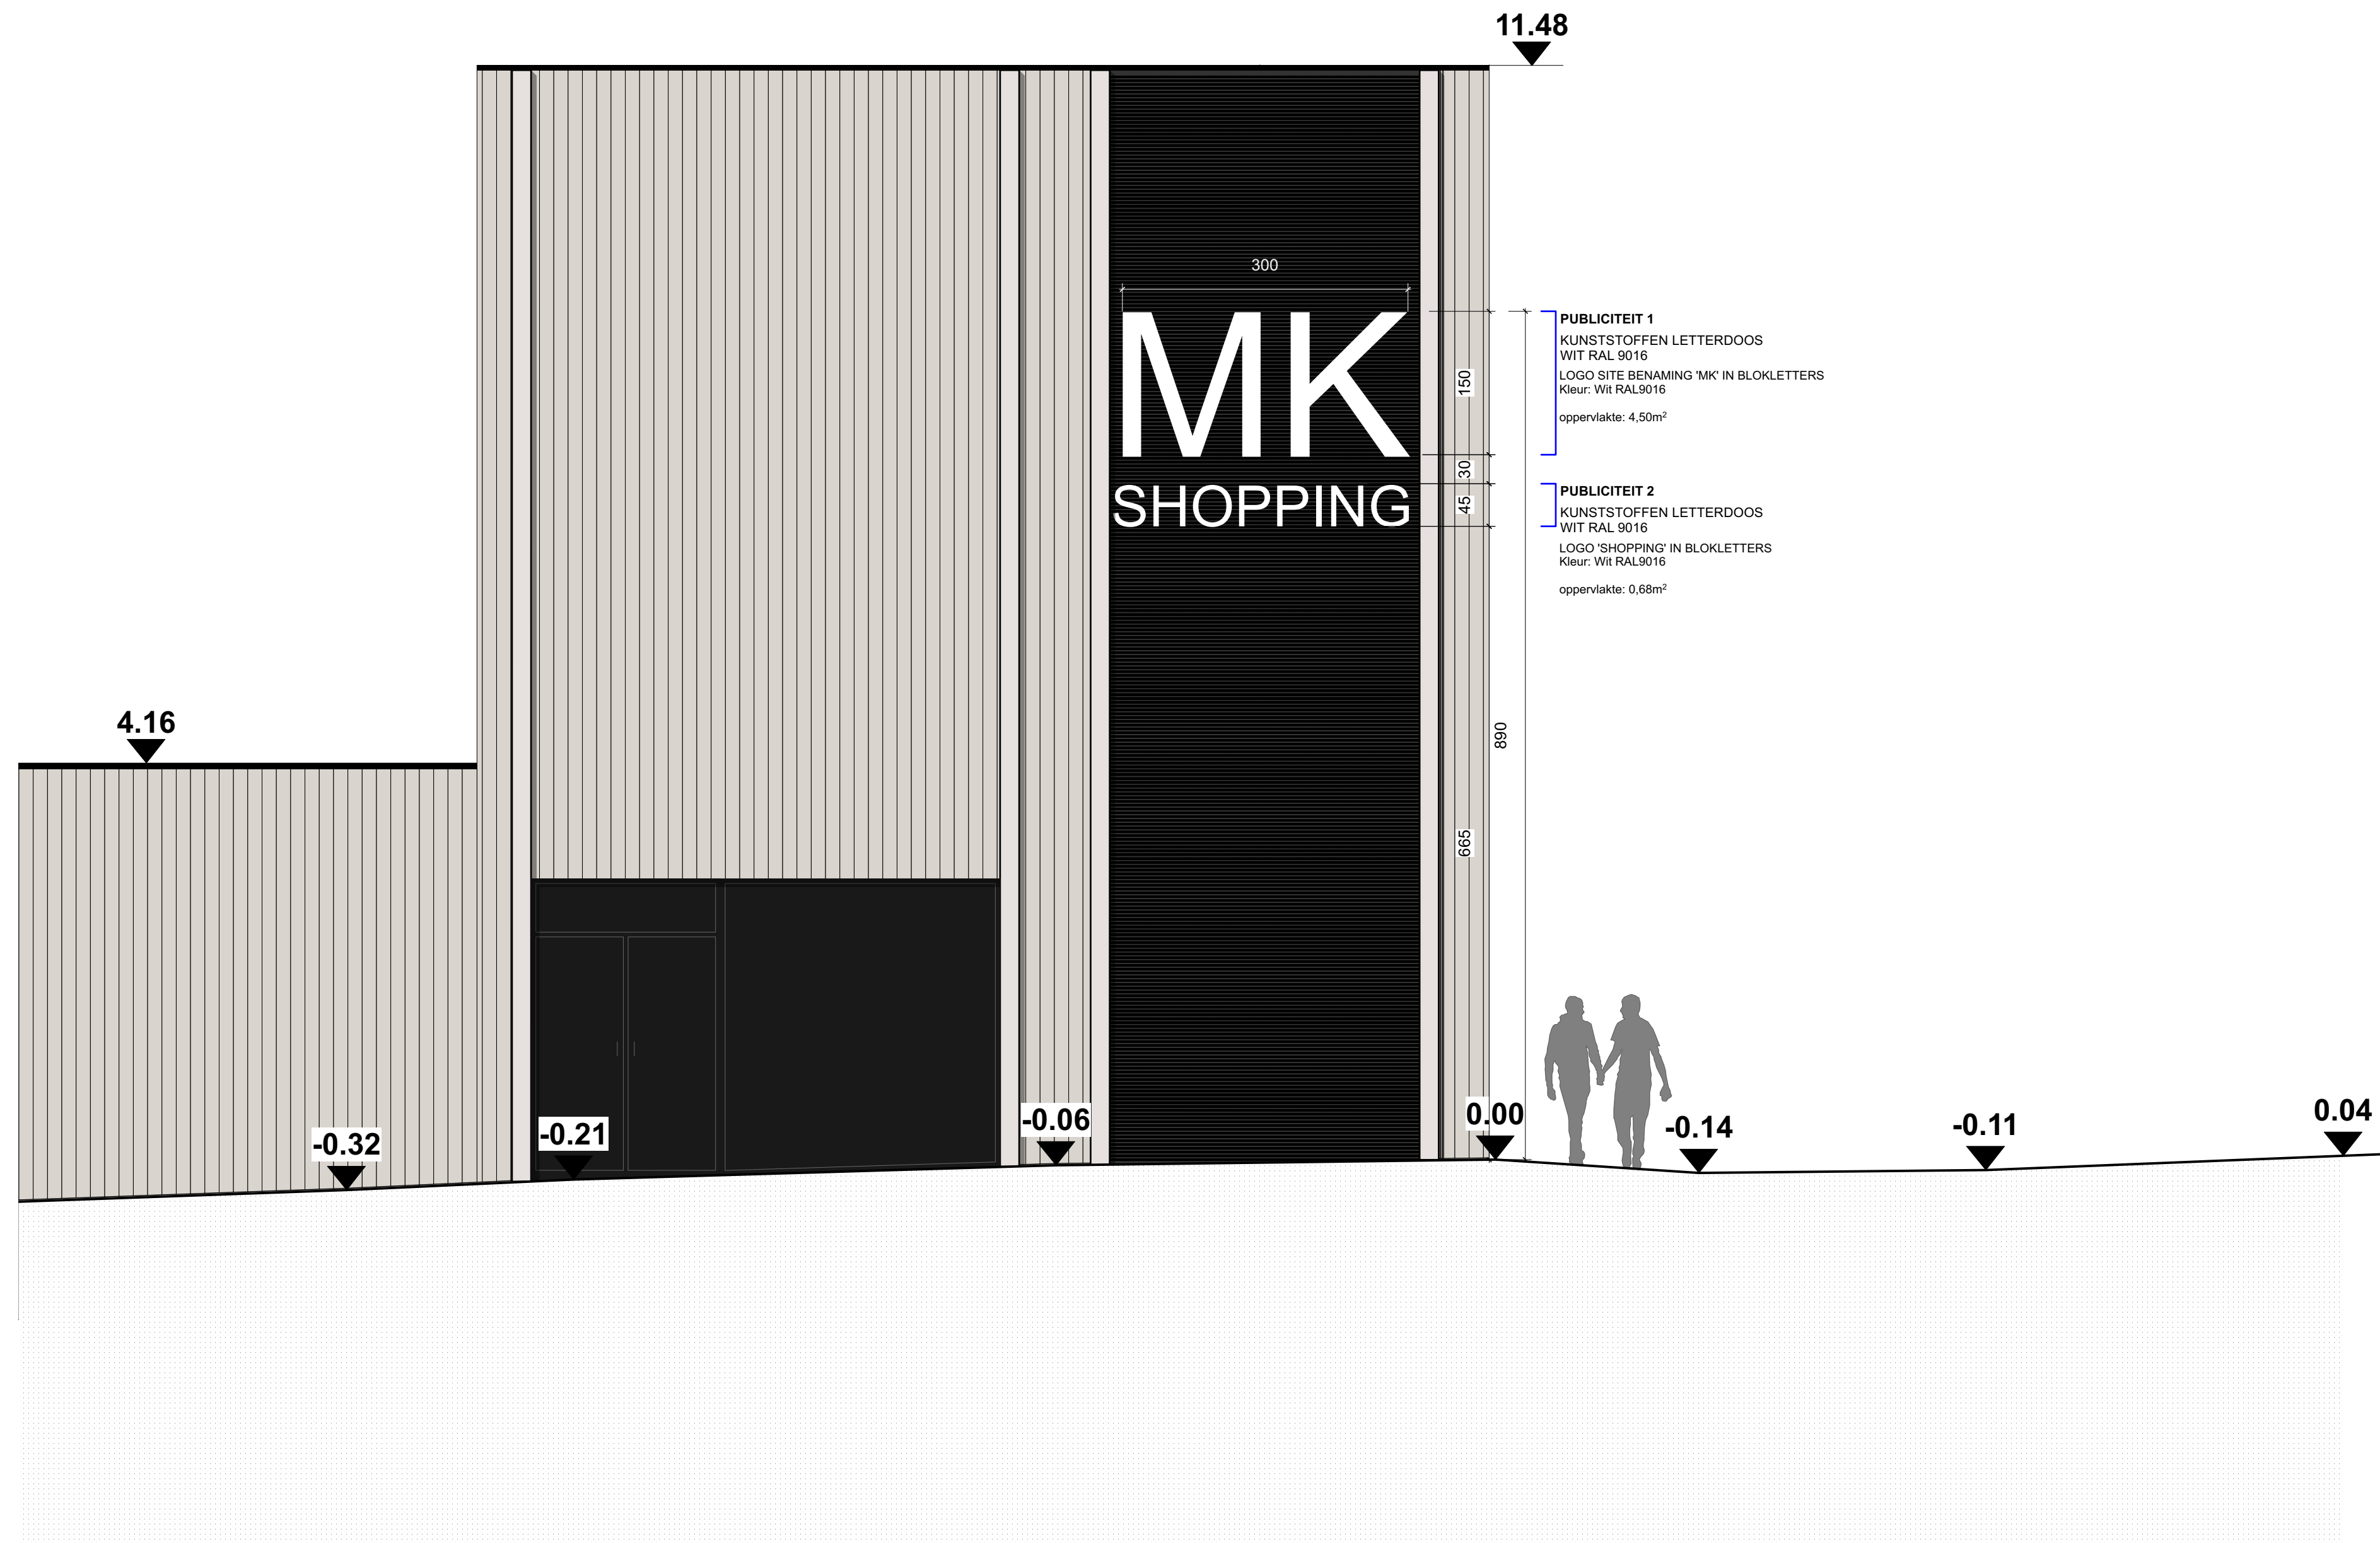 11.48
300
MK
SHOPPING
150
30
45
890
665
PUBLICITEIT 1
KUNSTSTOFFEN LETTERDOOS
WIT RAL 9016
LOGO SITE BENAMING 'MK' IN BLOKLETTERS
Kleur: Wit RAL9016
oppervlakte: 4,50m²
PUBLICITEIT 2
KUNSTSTOFFEN LETTERDOOS
WIT RAL 9016
LOGO 'SHOPPING' IN BLOKLETTERS
Kleur: Wit RAL9016
oppervlakte: 0,68m²
4.16
-0.32
-0.21
-0.06
0.00
-0.14
-0.11
0.04